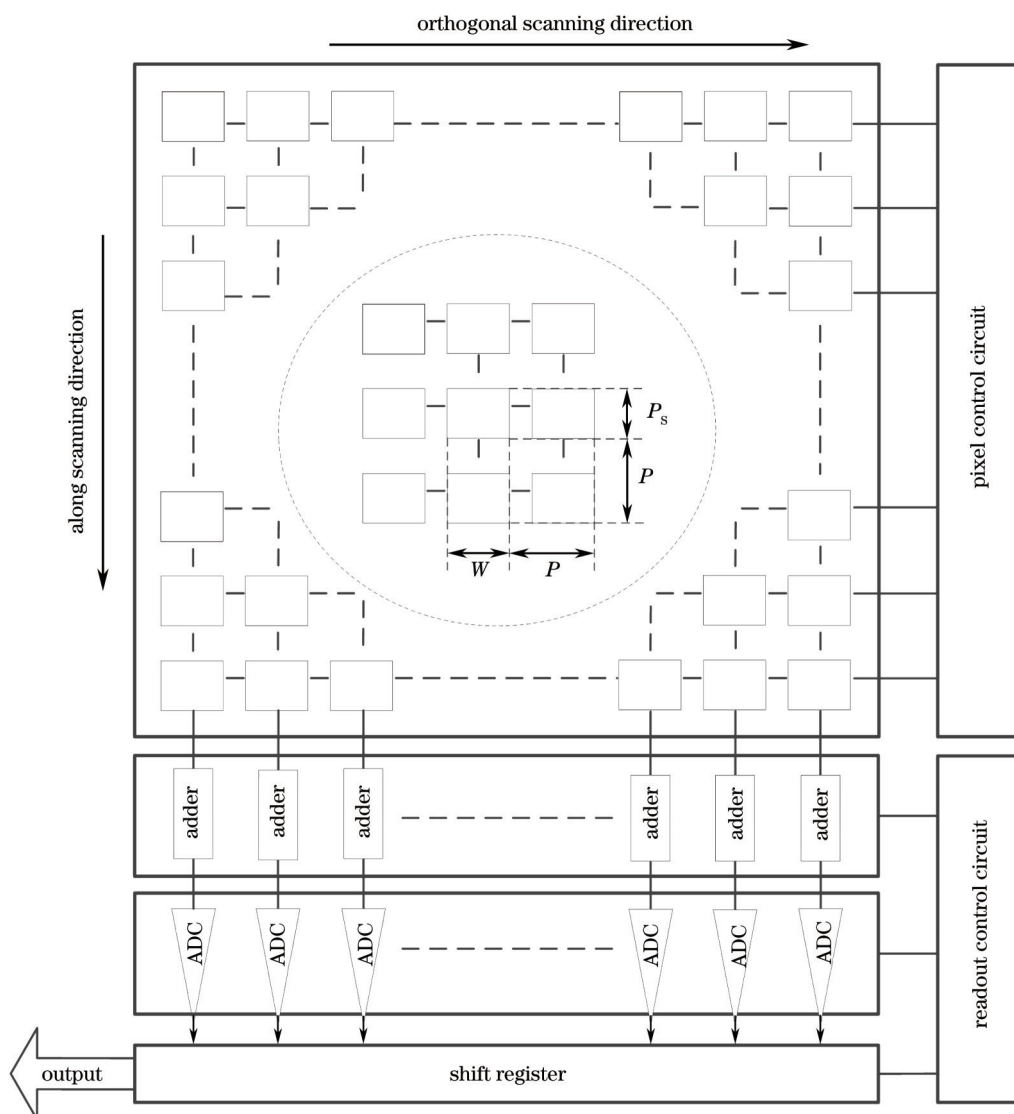 orthogonal scanning direction
along scanning direction
pixel control circuit
P_s
P
W
P
adder
adder
adder
adder
adder
adder
ADC
ADC
ADC
ADC
ADC
ADC
readout control circuit
output
shift register